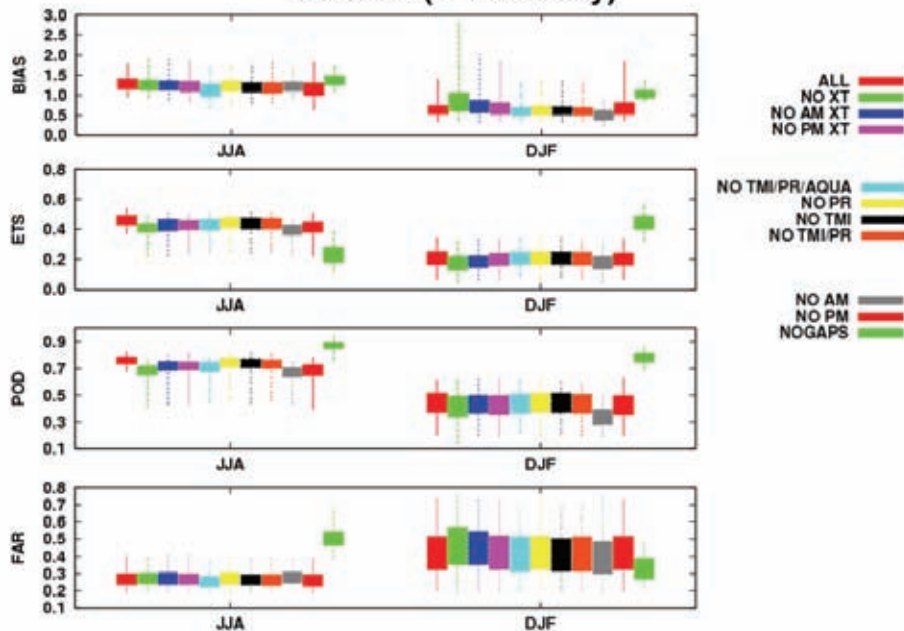 BIAS
3.0
2.5
2.0
1.5
1.0
0.5
0.0
JJA
DJF
ETS
0.8
0.6
0.4
0.2
0.0
JJA
DJF
POD
0.9
0.7
0.5
0.3
0.1
JJA
DJF
FAR
0.8
0.7
0.6
0.5
0.4
0.3
0.2
0.1
JJA
DJF
ALL
NO XT
NO AM XT
NO PM XT
NO TMI/PR/AQUA
NO PR
NO TMI
NO TMI/PR
NO AM
NO PM
NOGAPS